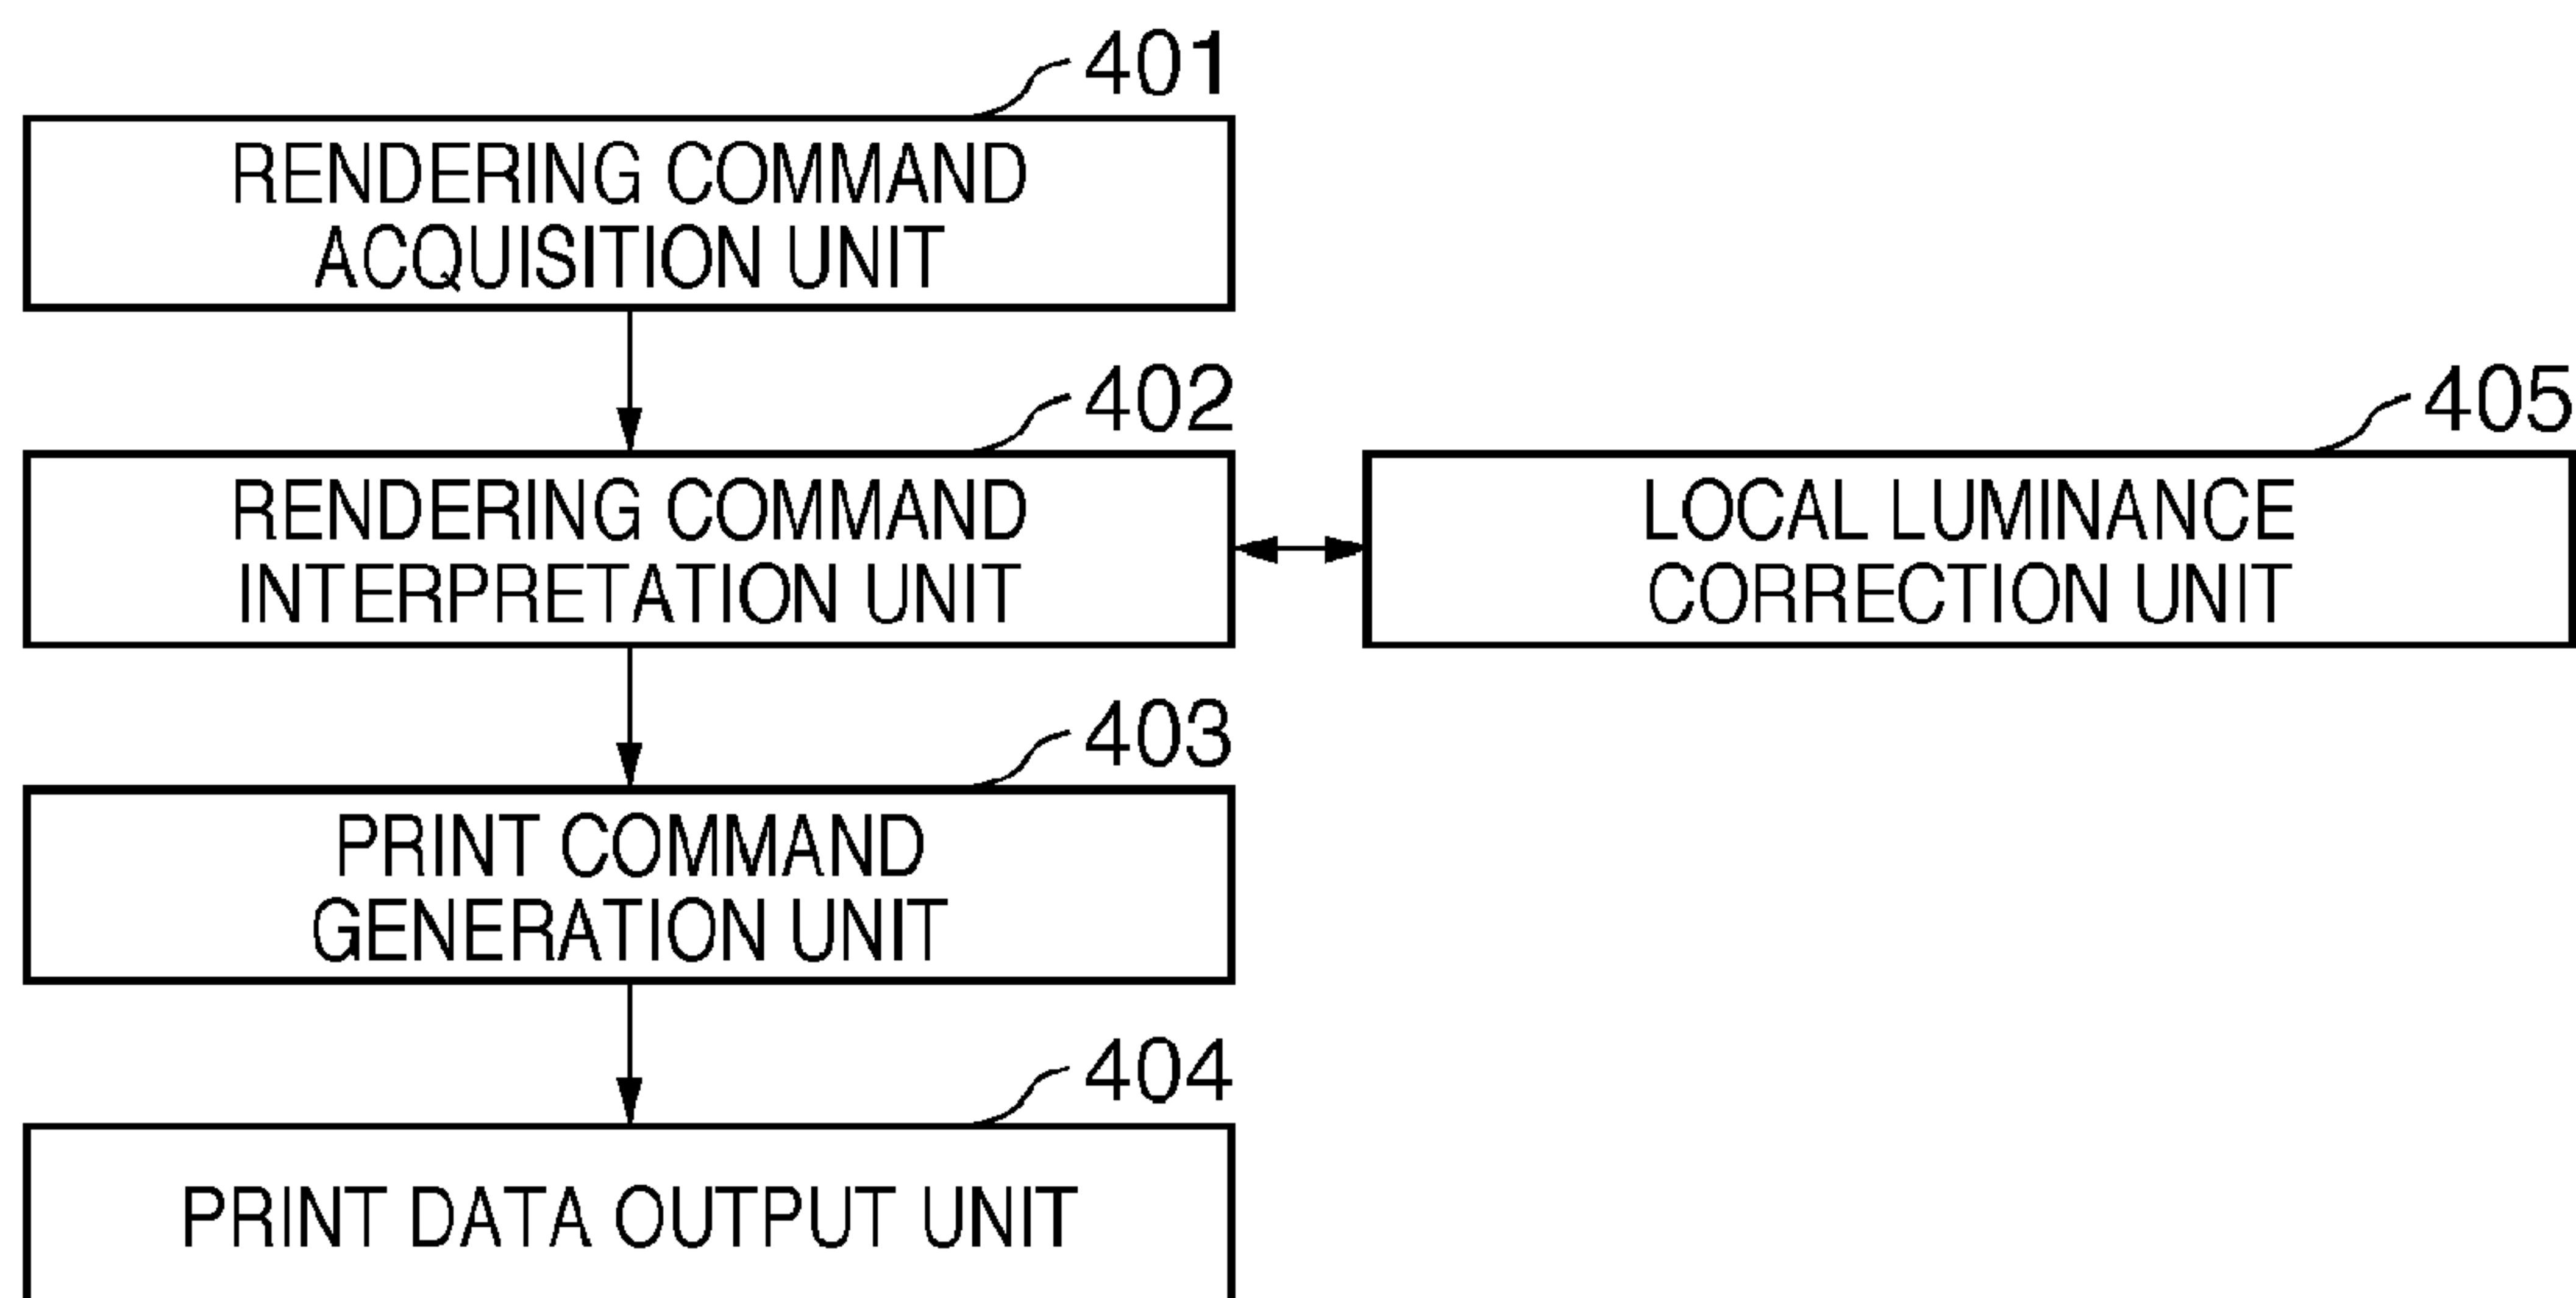 401
RENDERING COMMAND
ACQUISITION UNIT
402
RENDERING COMMAND
INTERPRETATION UNIT
405
LOCAL LUMINANCE
CORRECTION UNIT
403
PRINT COMMAND
GENERATION UNIT
404
PRINT DATA OUTPUT UNIT